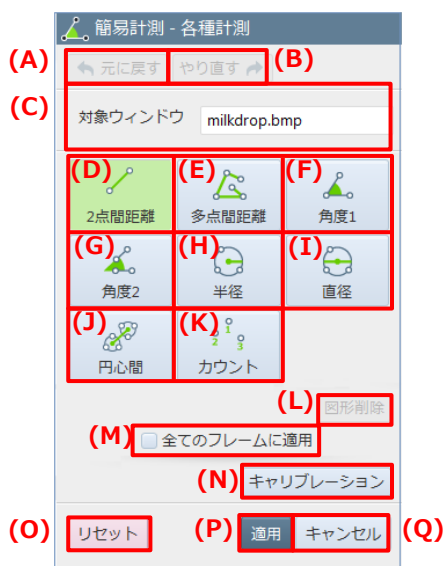 簡易計測 - 各種計測
(A) 元に戻す やり直す (B)
(C) 対象ウィンドウ milkdrop.bmp
(D) (E) (F)
2点間距離 多点間距離 角度1
(G) (H) (I)
角度2 半径 直径
(J) (K) 1 2 3
円心間 カウント
(L) 図形削除
(M) 全てのフレームに適用
(N) キャリブレーション
(O) リセット (P) 適用 キャンセル (Q)